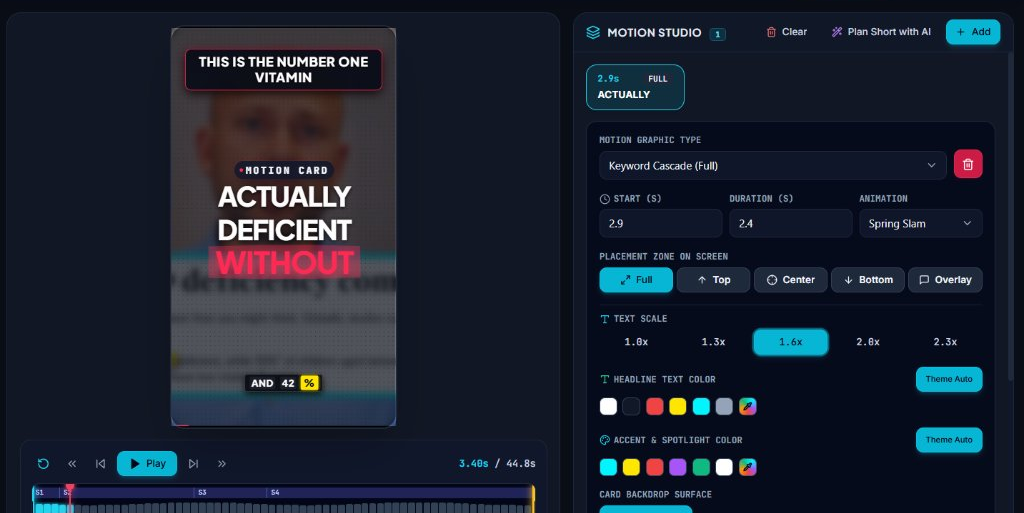 THIS IS THE NUMBER ONE
VITAMIN
MOTION CARD
ACTUALLY
DEFICIENT
WITHOUT
deficiency com
AND 42 %
Play
3.40s / 44.8s
S1 S2 S3 S4
MOTION STUDIO 1
Clear
Plan Short with AI
+ Add
2.9s FULL
ACTUALLY
MOTION GRAPHIC TYPE
Keyword Cascade (Full)
START (S) DURATION (S) ANIMATION
2.9 2.4 Spring Slam
PLACEMENT ZONE ON SCREEN
Full Top Center Bottom Overlay
TEXT SCALE
1.0x 1.3x 1.6x 2.0x 2.3x
HEADLINE TEXT COLOR Theme Auto
ACCENT & SPOTLIGHT COLOR Theme Auto
CARD BACKDROP SURFACE